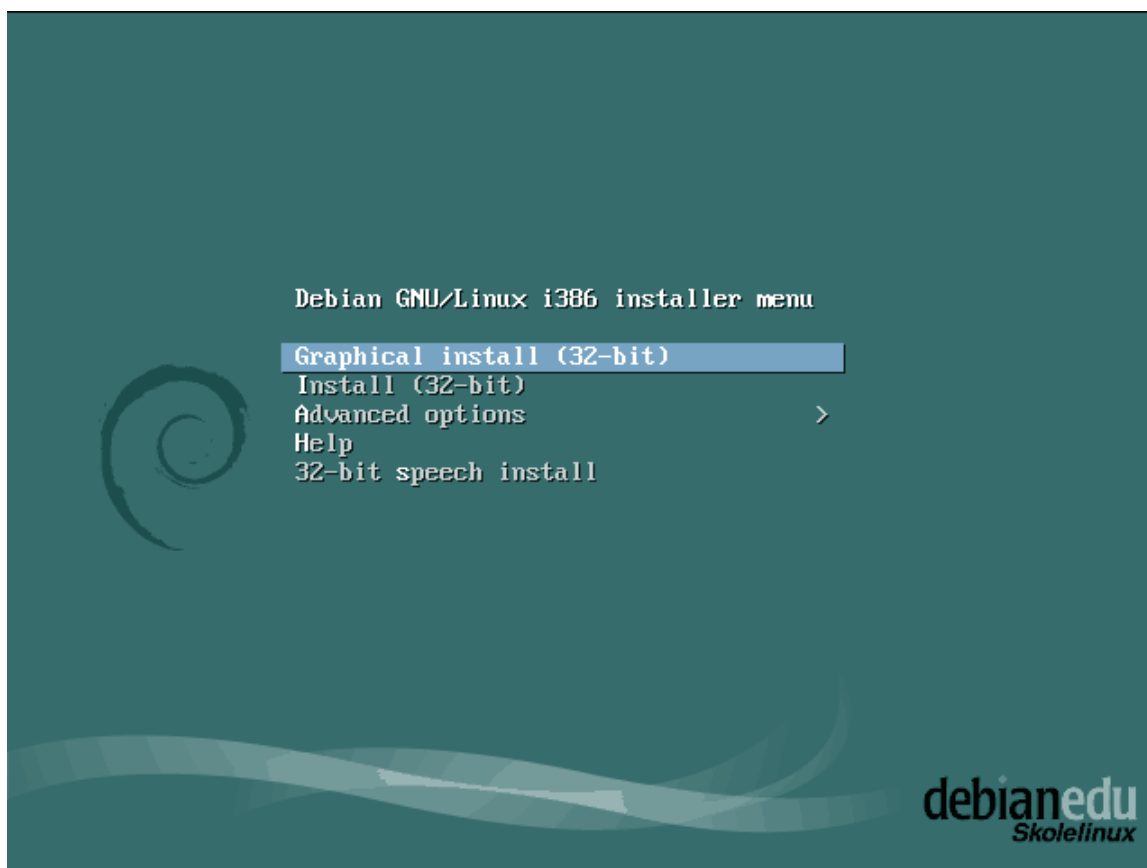 Debian GNU/Linux i386 installer menu
Graphical install (32-bit)
Install (32-bit)
Advanced options >
Help
32-bit speech install
debianedu
Skolelinux